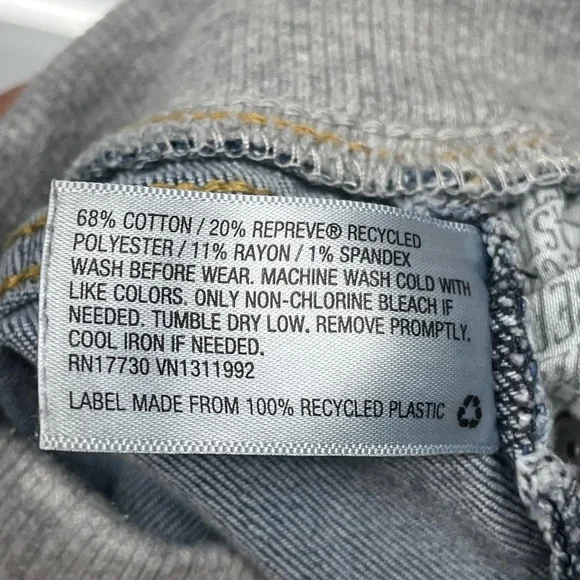 68% COTTON / 20% REPREVE® RECYCLED
POLYESTER / 11% RAYON / 1% SPANDEX
WASH BEFORE WEAR. MACHINE WASH COLD WITH
LIKE COLORS. ONLY NON-CHLORINE BLEACH IF
NEEDED. TUMBLE DRY LOW. REMOVE PROMPTLY.
COOL IRON IF NEEDED.
RN17730 VN1311992
LABEL MADE FROM 100% RECYCLED PLASTIC